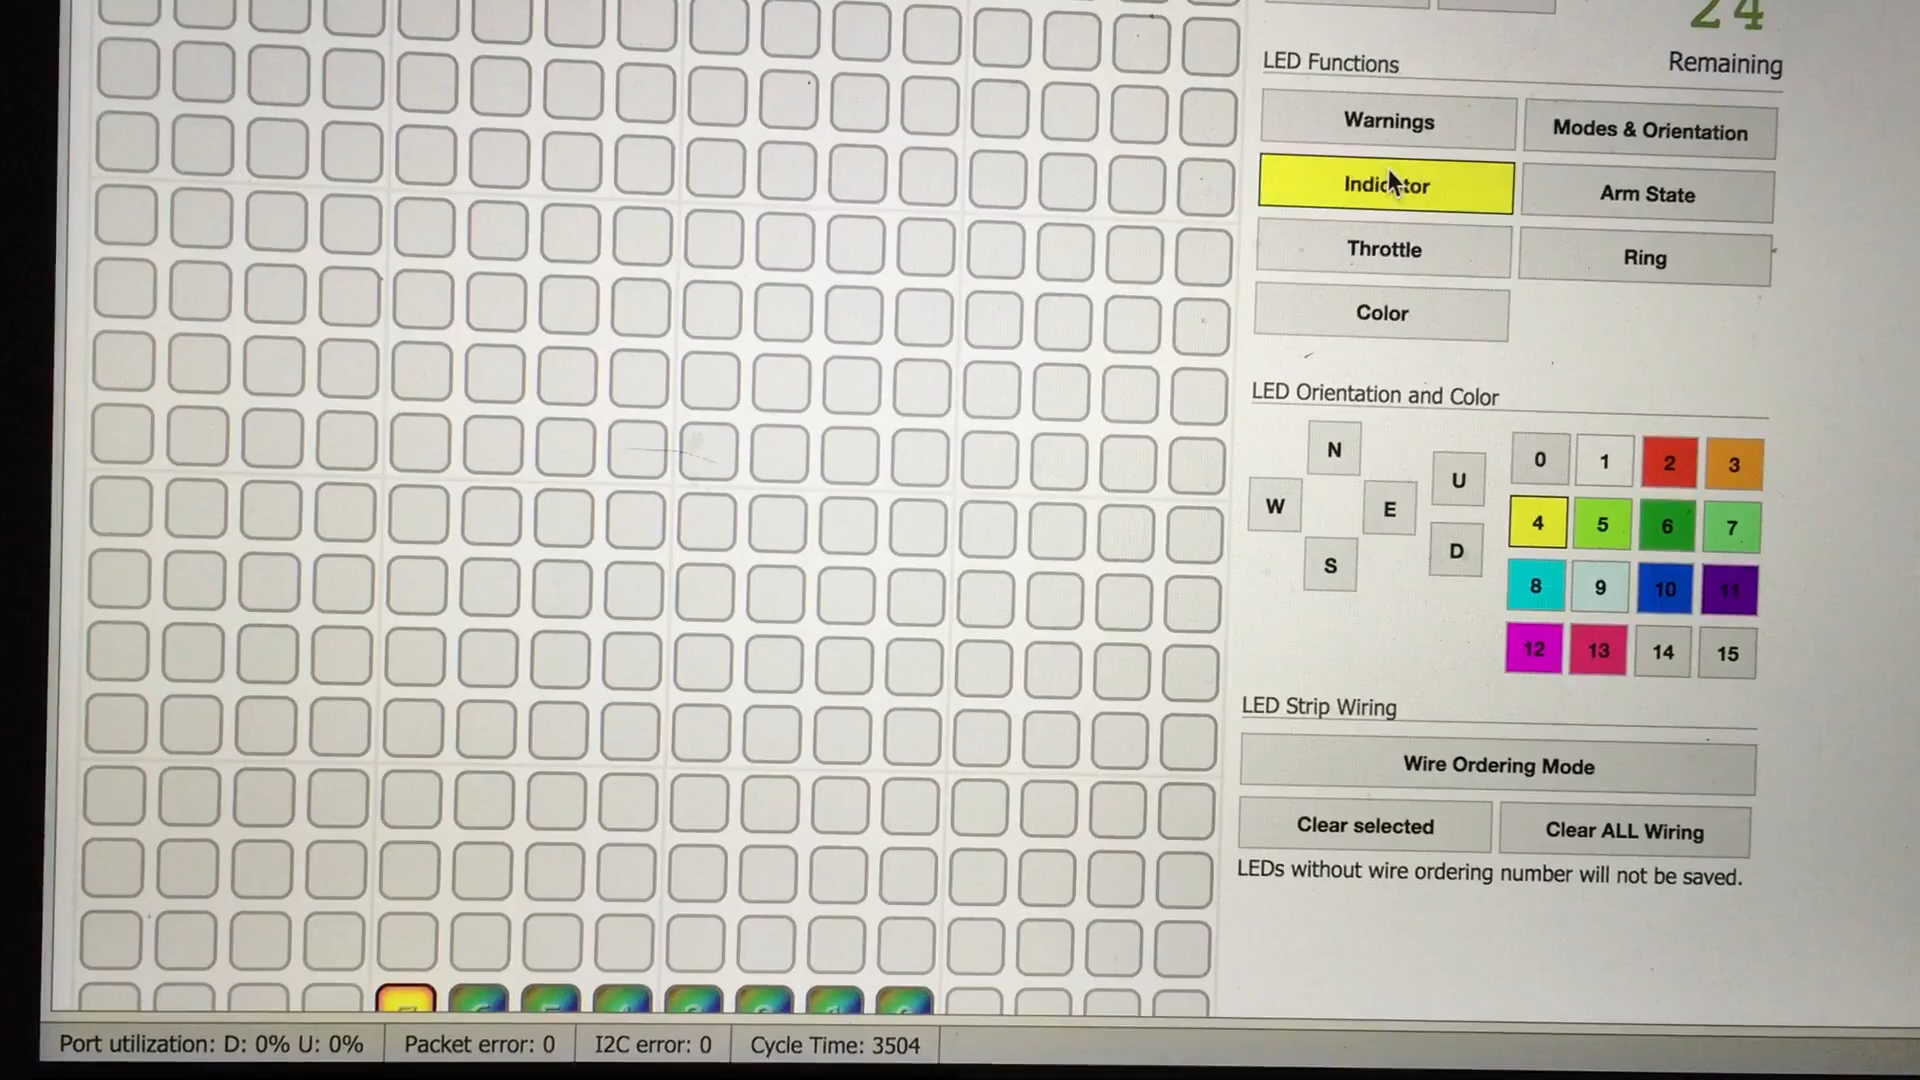 24
Remaining
LED Functions
Warnings
Modes & Orientation
Indicator
Arm State
Throttle
Ring
Color
LED Orientation and Color
N
W
E
S
U
D
0 1 2 3
4 5 6 7
8 9 10 11
12 13 14 15
LED Strip Wiring
Wire Ordering Mode
Clear selected
Clear ALL Wiring
LEDs without wire ordering number will not be saved.
Port utilization: D: 0% U: 0%
Packet error: 0
I2C error: 0
Cycle Time: 3504